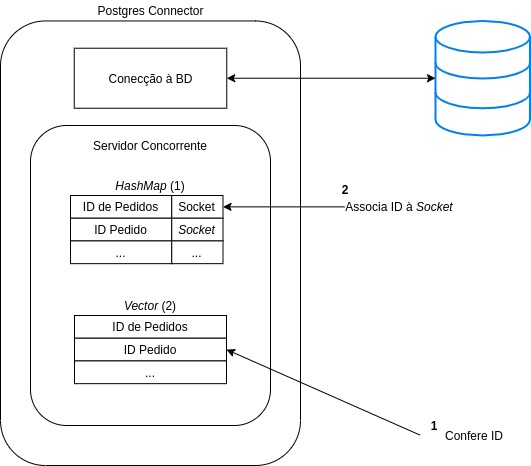 Postgres Connector
Conecção à BD
Servidor Concorrente
HashMap (1)
ID de Pedidos Socket
ID Pedido Socket
... ...
2
Associa ID à Socket
Vector (2)
ID de Pedidos
ID Pedido
...
1
Confere ID